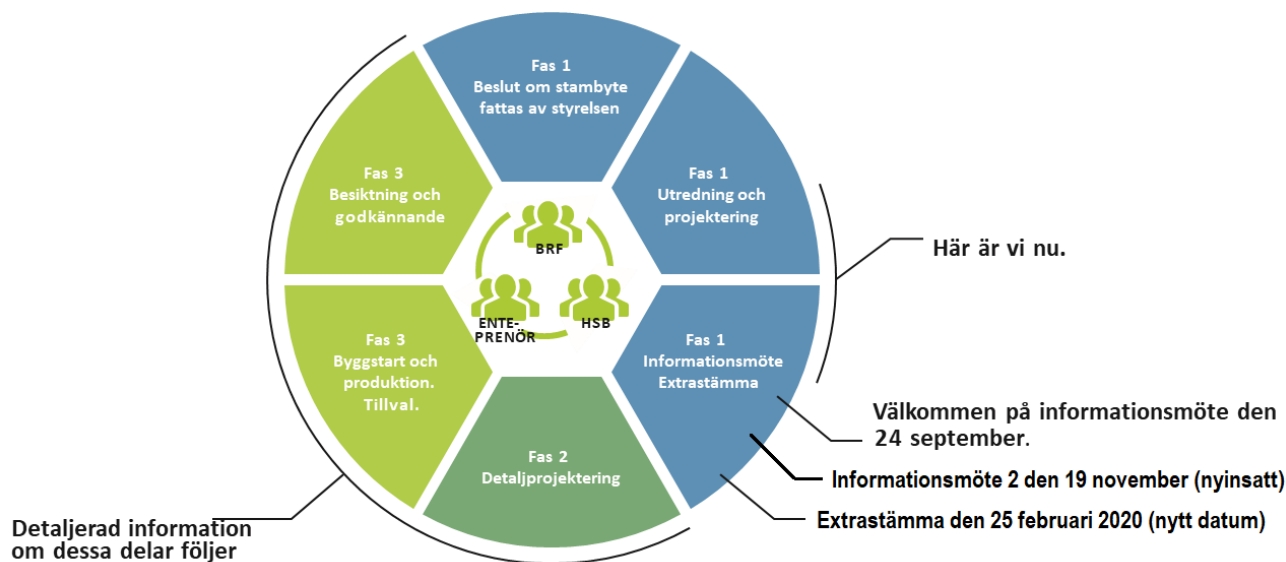 Fas 1
Beslut om stambyte
fattas av styrelsen
Fas 1
Utredning och
projektering
Här är vi nu.
Fas 1
Informationsmöte
Extrastämma
Välkommen på informationsmöte den
24 september.
Informationsmöte 2 den 19 november (nyinsatt)
Extrastämma den 25 februari 2020 (nytt datum)
Fas 2
Detaljprojektering
Fas 3
Byggstart och
produktion.
Tillval.
Fas 3
Besiktning och
godkännande
BRF
ENTE-
PRENÖR
HSB
Detaljerad information
om dessa delar följer